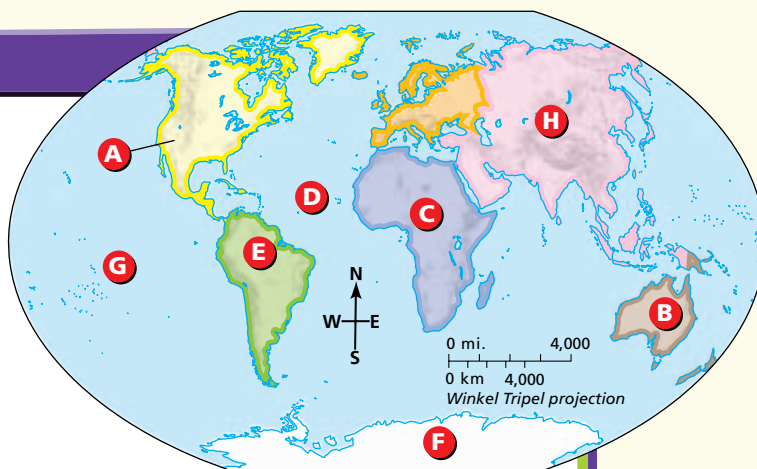 H
A
D
C
E
G
N
W E
S
B
0 mi. 4,000
0 km 4,000
Winkel Tripel projection
F